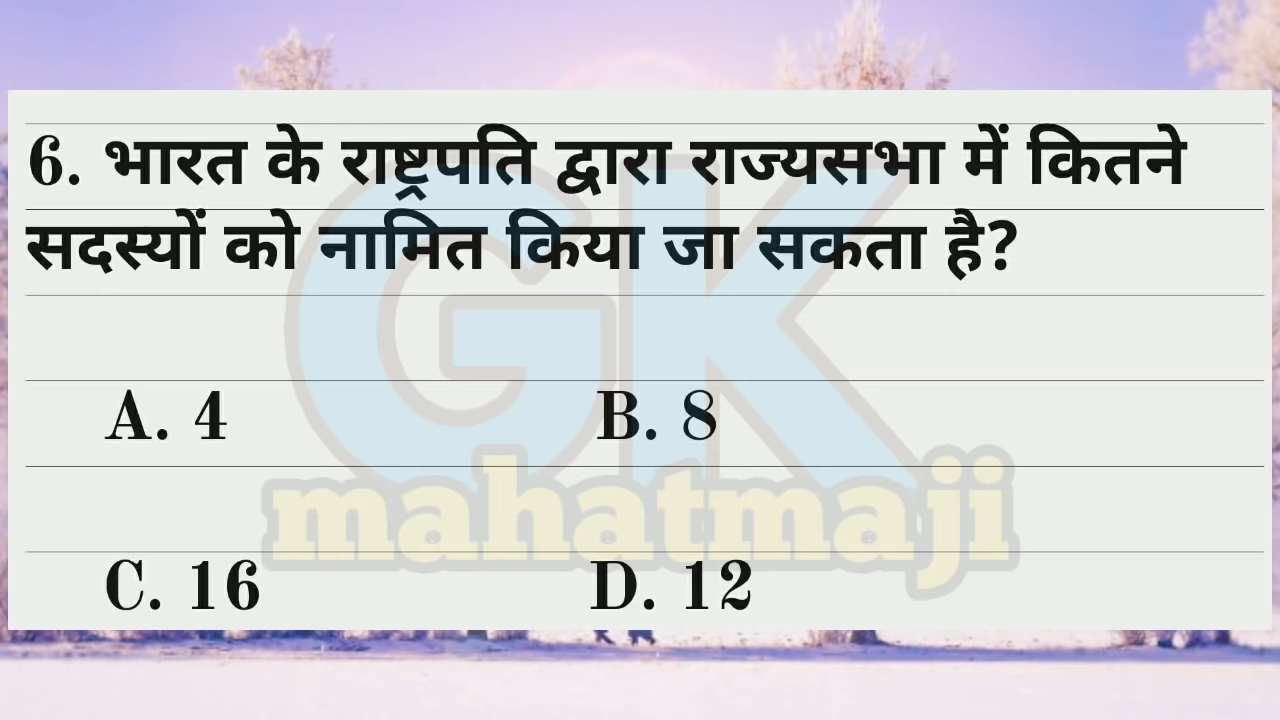 6. भारत के राष्ट्रपति द्वारा राज्यसभा में कितने
सदस्यों को नामित किया जा सकता है?
A. 4 B. 8
C. 16 D. 12
GK
mahatmaji